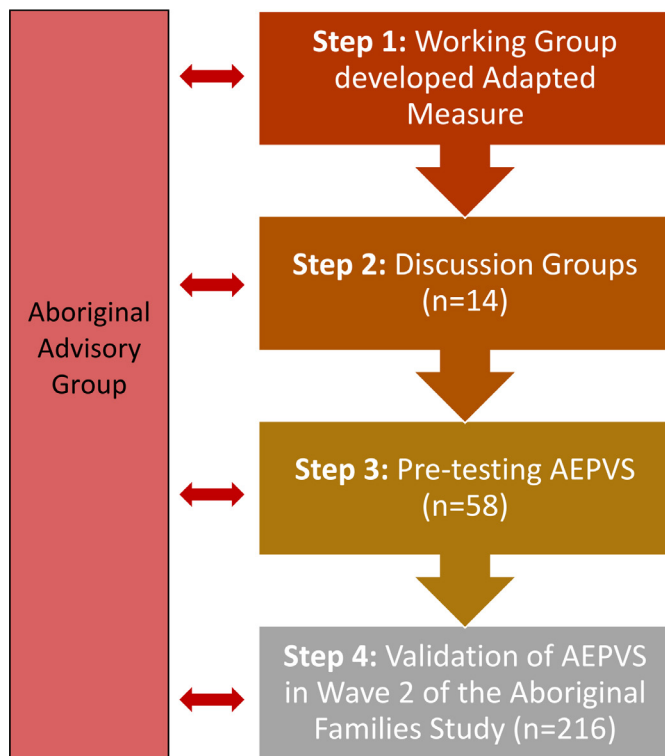 Aboriginal
Advisory
Group
Step 1: Working Group
developed Adapted
Measure
Step 2: Discussion Groups
(n=14)
Step 3: Pre-testing AEPVS
(n=58)
Step 4: Validation of AEPVS
in Wave 2 of the Aboriginal
Families Study (n=216)